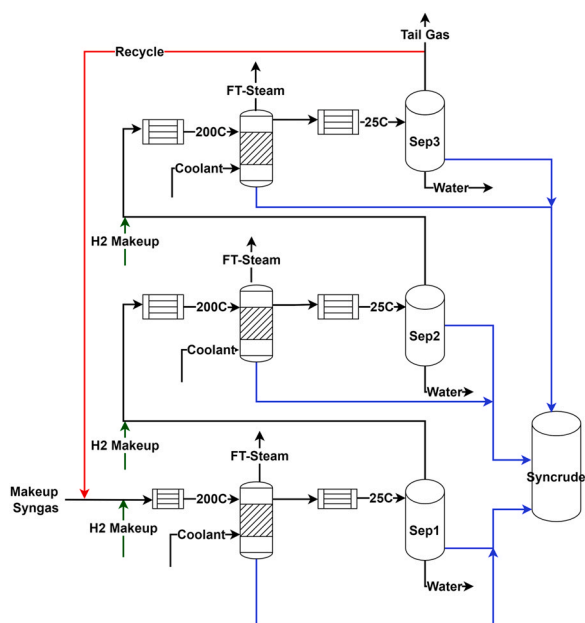 Tail Gas
Recycle
FT-Steam
200C
-25C
Sep3
Coolant
Water
H2 Makeup
FT-Steam
200C
25C
Sep2
Coolant
Water
H2 Makeup
FT-Steam
Syncrude
Makeup
Syngas
200C
25C
H2 Makeup
Sep1
Coolant
Water